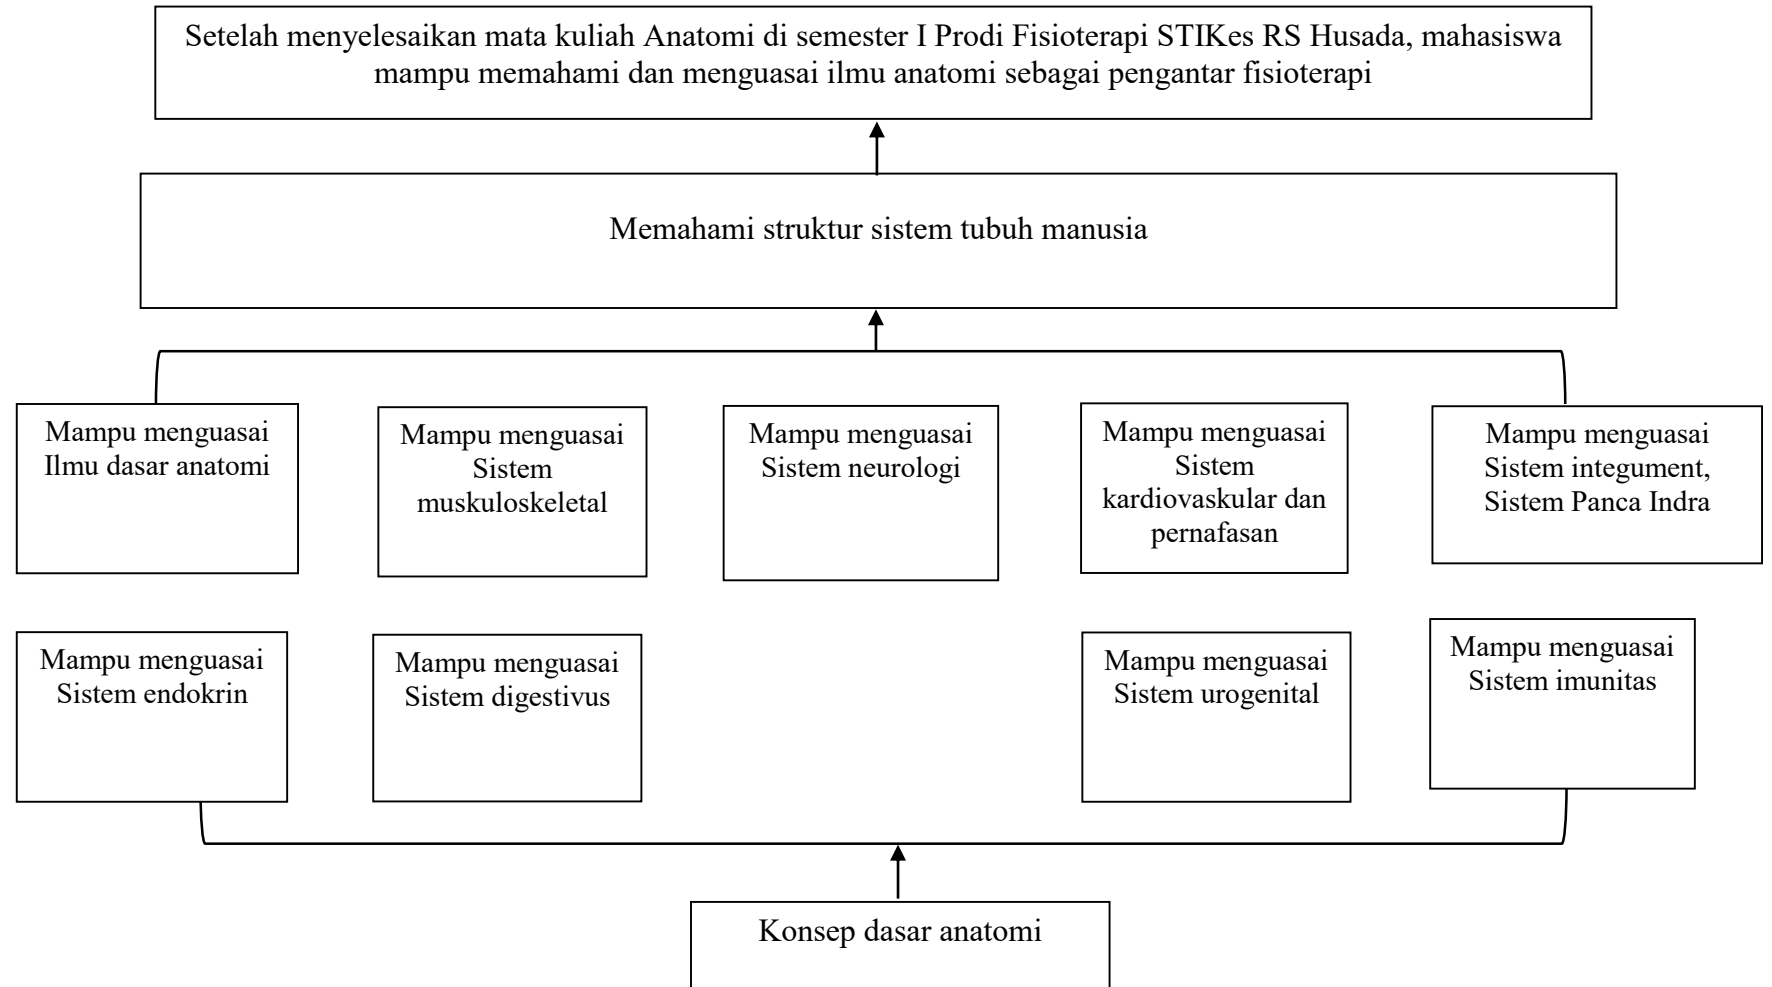 Setelah menyelesaikan mata kuliah Anatomi di semester I Prodi Fisioterapi STIKes RS Husada, mahasiswa
mampu memahami dan menguasai ilmu anatomi sebagai pengantar fisioterapi
Memahami struktur sistem tubuh manusia
Mampu menguasai
Ilmu dasar anatomi
Mampu menguasai
Sistem
muskuloskeletal
Mampu menguasai
Sistem neurologi
Mampu menguasai
Sistem
kardiovaskular dan
pernafasan
Mampu menguasai
Sistem integument,
Sistem Panca Indra
Mampu menguasai
Sistem endokrin
Mampu menguasai
Sistem digestivus
Mampu menguasai
Sistem urogenital
Mampu menguasai
Sistem imunitas
Konsep dasar anatomi